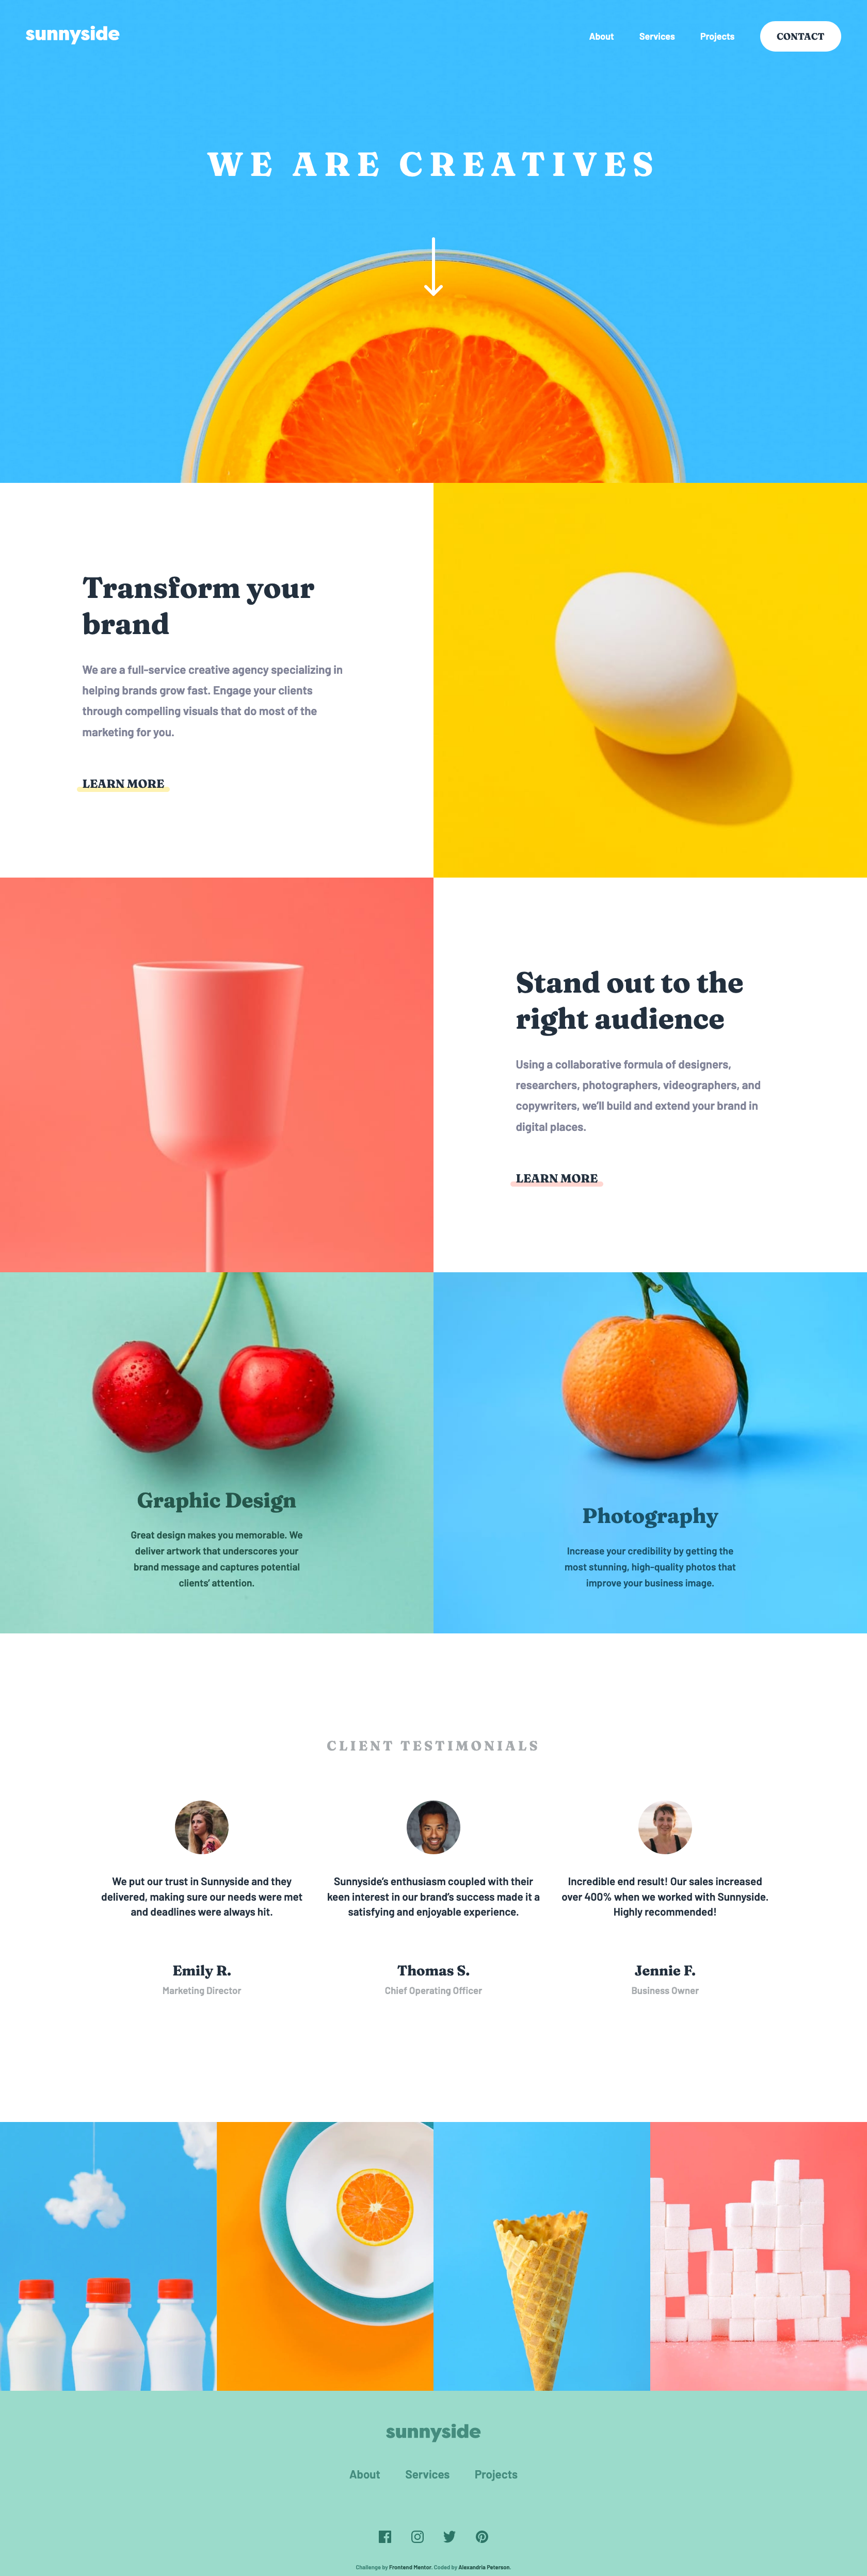 sunnyside
About Services Projects CONTACT
WE ARE CREATIVES
Transform your
brand
We are a full-service creative agency specializing in
helping brands grow fast. Engage your clients
through compelling visuals that do most of the
marketing for you.
LEARN MORE
Stand out to the
right audience
Using a collaborative formula of designers,
researchers, photographers, videographers, and
copywriters, we’ll build and extend your brand in
digital places.
LEARN MORE
Graphic Design
Great design makes you memorable. We
deliver artwork that underscores your
brand message and captures potential
clients’ attention.
Photography
Increase your credibility by getting the
most stunning, high-quality photos that
improve your business image.
CLIENT TESTIMONIALS
We put our trust in Sunnyside and they
delivered, making sure our needs were met
and deadlines were always hit.
Emily R.
Marketing Director
Sunnyside’s enthusiasm coupled with their
keen interest in our brand’s success made it a
satisfying and enjoyable experience.
Thomas S.
Chief Operating Officer
Incredible end result! Our sales increased
over 400% when we worked with Sunnyside.
Highly recommended!
Jennie F.
Business Owner
sunnyside
About Services Projects
Challenge by Frontend Mentor. Coded by Alexandria Peterson.